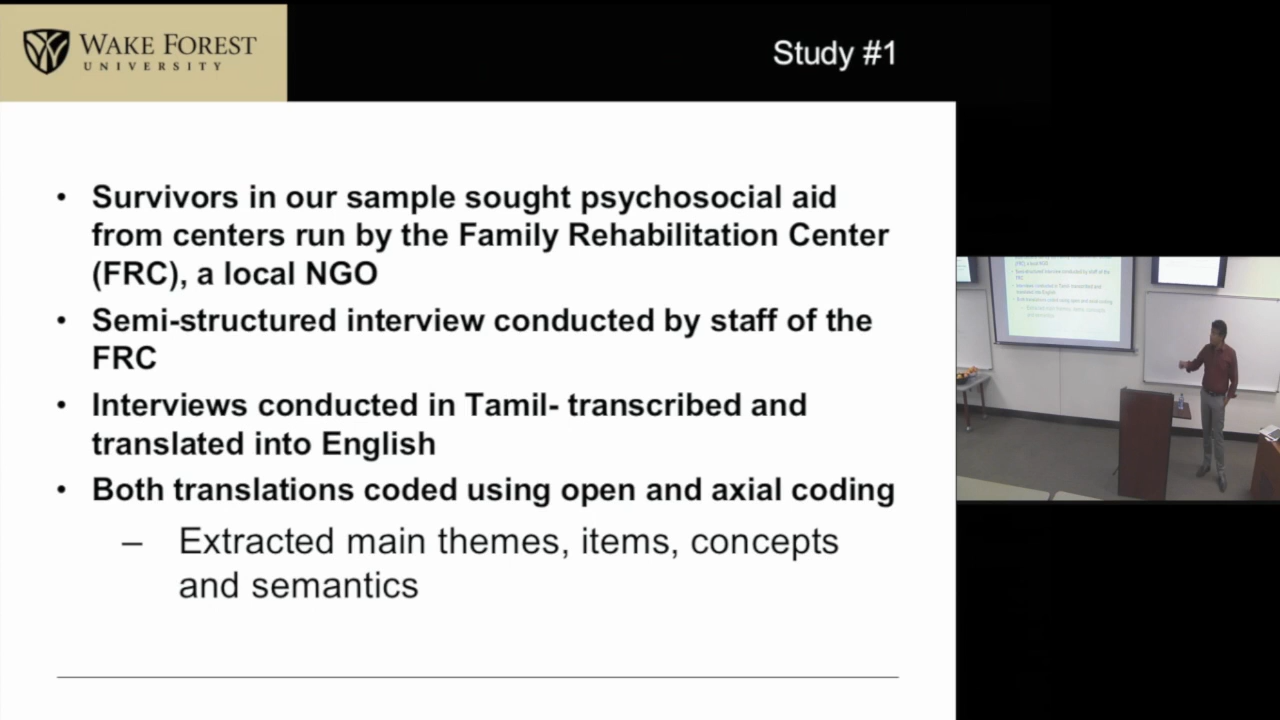 WAKE FOREST
UNIVERSITY
Study #1
• Survivors in our sample sought psychosocial aid
from centers run by the Family Rehabilitation Center
(FRC), a local NGO
• Semi-structured interview conducted by staff of the
FRC
• Interviews conducted in Tamil- transcribed and
translated into English
• Both translations coded using open and axial coding
– Extracted main themes, items, concepts
and semantics